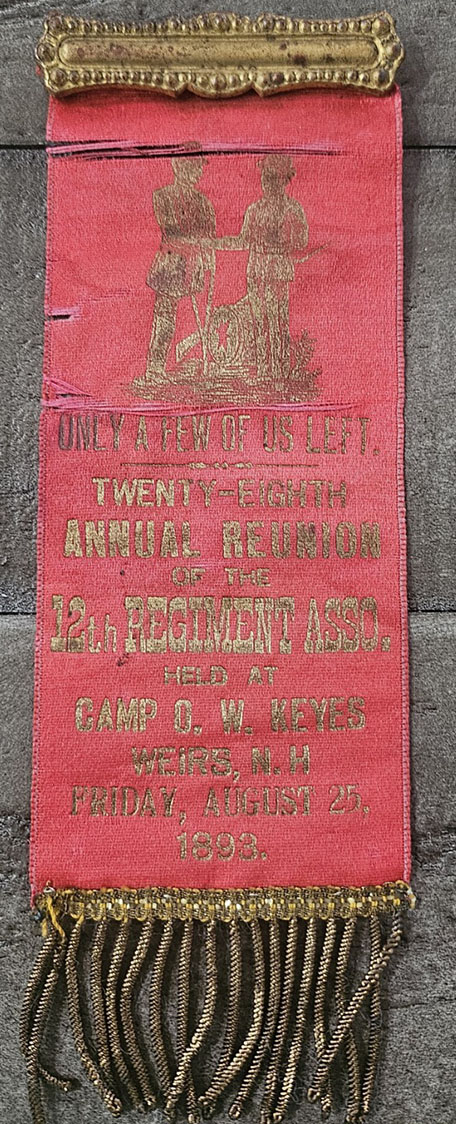 ONLY A FEW OF US LEFT.
TWENTY-EIGHTH
ANNUAL REUNION
OF THE
12th REGIMENT ASSO.
HELD AT
CAMP O. W. KEYES
WEIRS, N. H
FRIDAY, AUGUST 25,
1893.